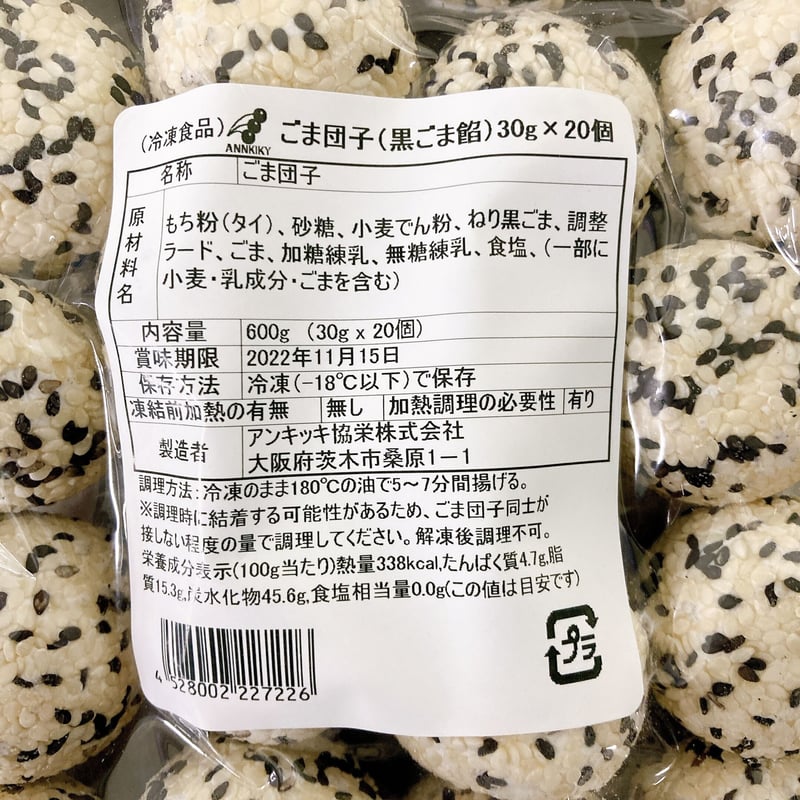 (冷凍食品) ANNKIKY ごま団子(黒ごま餡)30g×20個
名称 ごま団子
原材料名 もち粉(タイ)、砂糖、小麦でん粉、ねり黒ごま、調整
ラード、ごま、加糖練乳、無糖練乳、食塩、(一部に
小麦・乳成分・ごまを含む)
内容量 600g (30g x 20個)
賞味期限 2022年11月15日
保存方法 冷凍(-18℃以下)で保存
凍結前加熱の有無 無し 加熱調理の必要性 有り
製造者 アンキッキ協栄株式会社
大阪府茨木市桑原1-1
調理方法:冷凍のまま180℃の油で5~7分間揚げる。
※調理時に結着する可能性があるため、ごま団子同士が
接しない程度の量で調理してください。解凍後調理不可。
栄養成分表示(100g当たり)熱量338kcal,たんぱく質4.7g,脂
質15.3g,炭水化物45.6g,食塩相当量0.0g(この値は目安です)
4 528002 227226
プラ